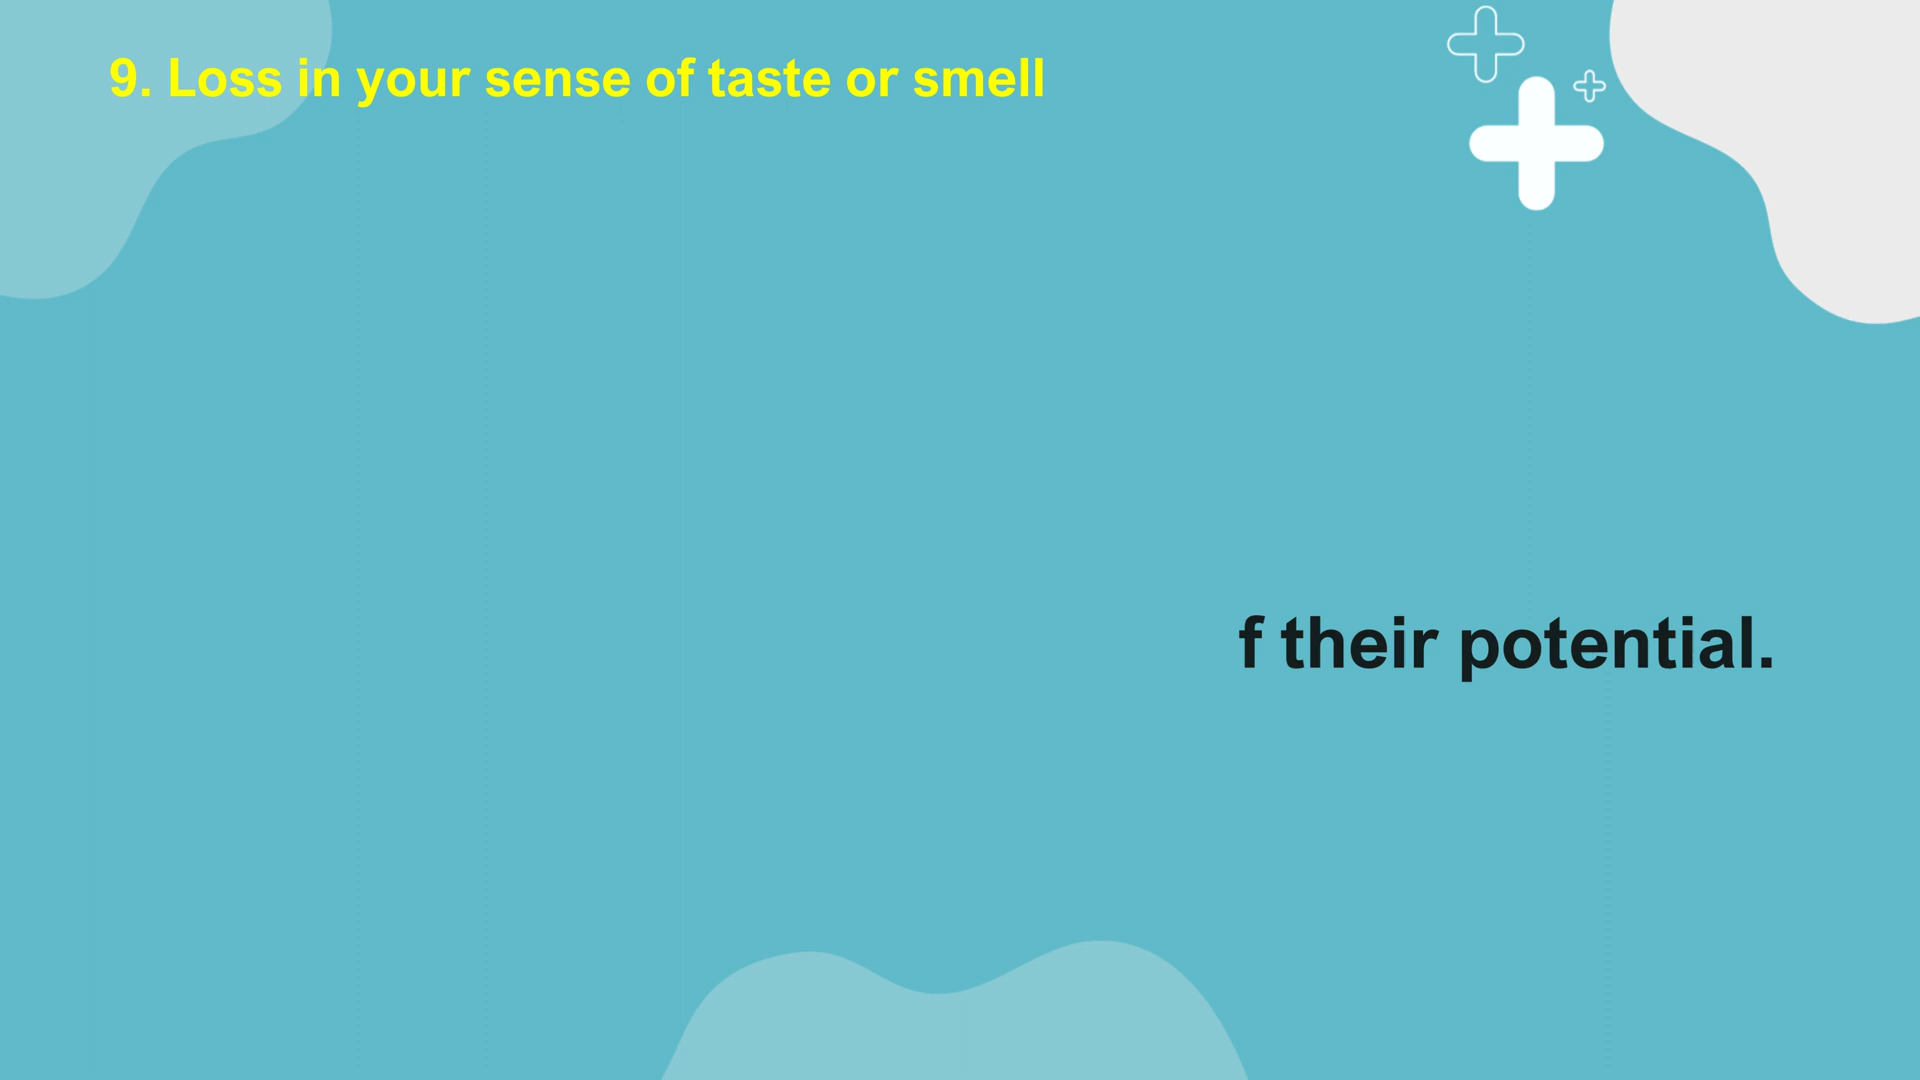 9. Loss in your sense of taste or smell
f their potential.